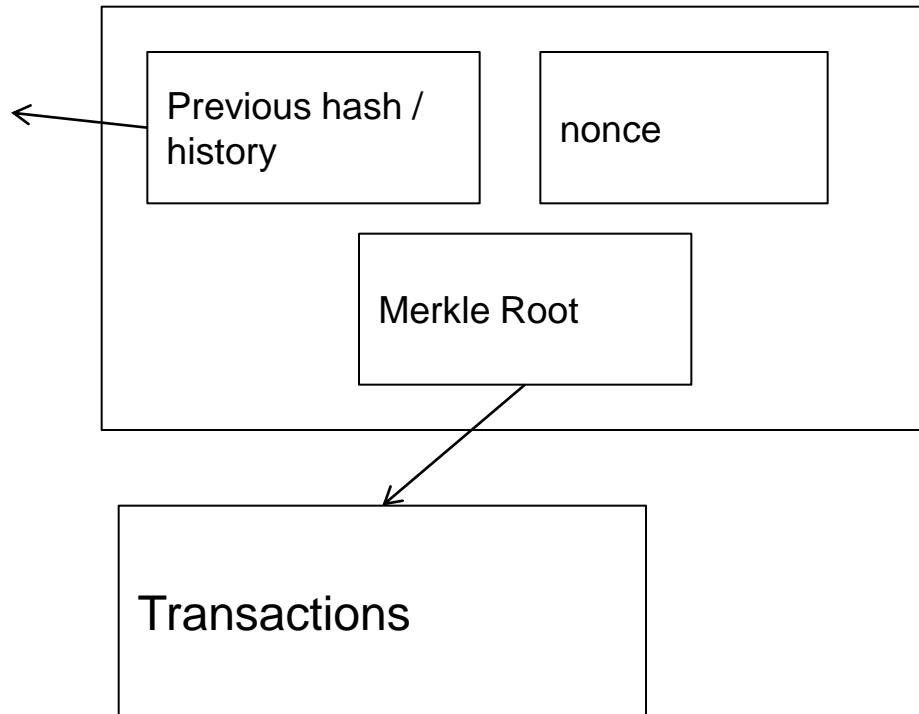 Previous hash /
history
nonce
Merkle Root
Transactions